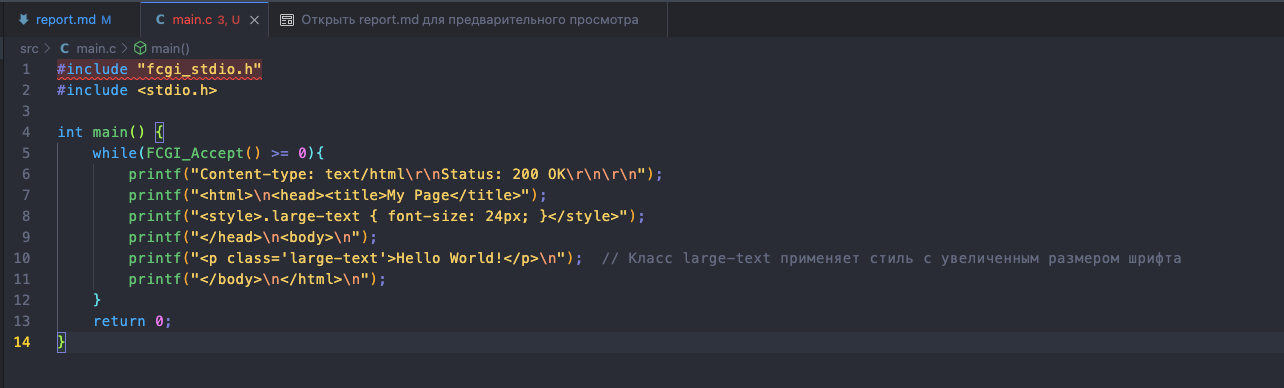 report.md M main.c 3, U Открыть report.md для предварительного просмотра
src > C main.c > main()
1 #include "fcgi_stdio.h"
2 #include <stdio.h>
3
4 int main() {
5     while(FCGI_Accept() >= 0){
6         printf("Content-type: text/html\r\nStatus: 200 OK\r\n\r\n");
7         printf("<html>\n<head><title>My Page</title>");
8         printf("<style>.large-text { font-size: 24px; }</style>");
9         printf("</head>\n<body>\n");
10         printf("<p class='large-text'>Hello World!</p>\n");  // Класс large-text применяет стиль с увеличенным размером шрифта
11         printf("</body>\n</html>\n");
12     }
13     return 0;
14 }